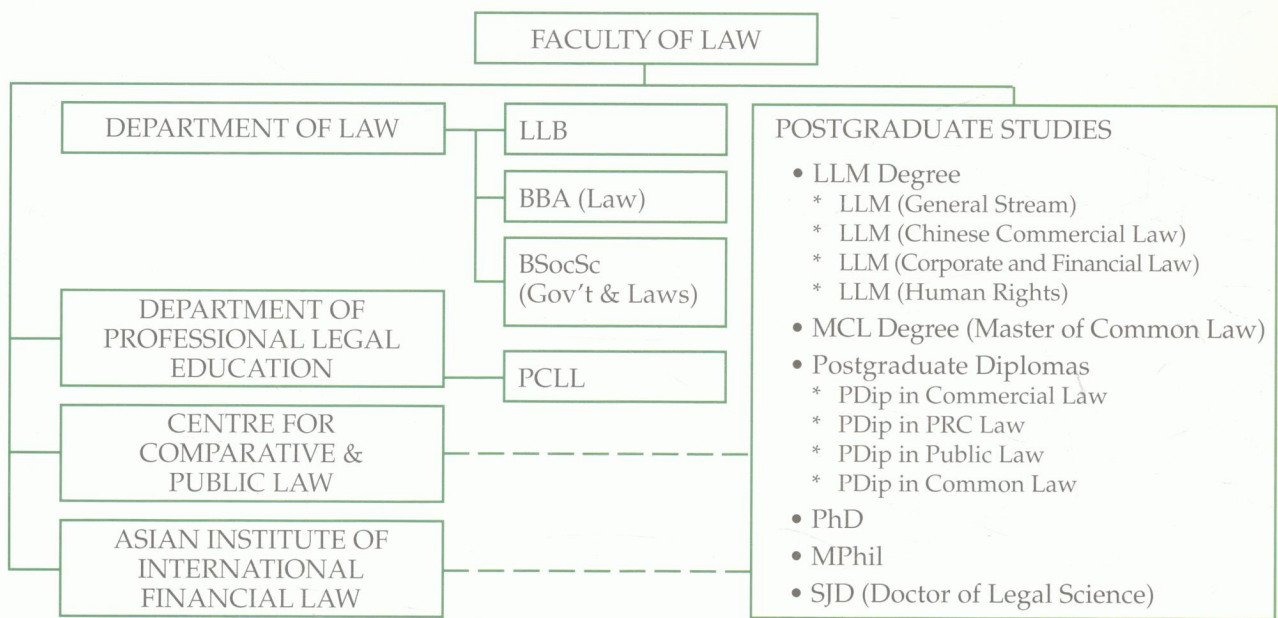 FACULTY OF LAW
DEPARTMENT OF LAW
LLB
BBA (Law)
BSocSc
(Gov't & Laws)
DEPARTMENT OF
PROFESSIONAL LEGAL
EDUCATION
PCLL
CENTRE FOR
COMPARATIVE &
PUBLIC LAW
ASIAN INSTITUTE OF
INTERNATIONAL
FINANCIAL LAW
POSTGRADUATE STUDIES
• LLM Degree
* LLM (General Stream)
* LLM (Chinese Commercial Law)
* LLM (Corporate and Financial Law)
* LLM (Human Rights)
• MCL Degree (Master of Common Law)
• Postgraduate Diplomas
* PDip in Commercial Law
* PDip in PRC Law
* PDip in Public Law
* PDip in Common Law
• PhD
• MPhil
• SJD (Doctor of Legal Science)